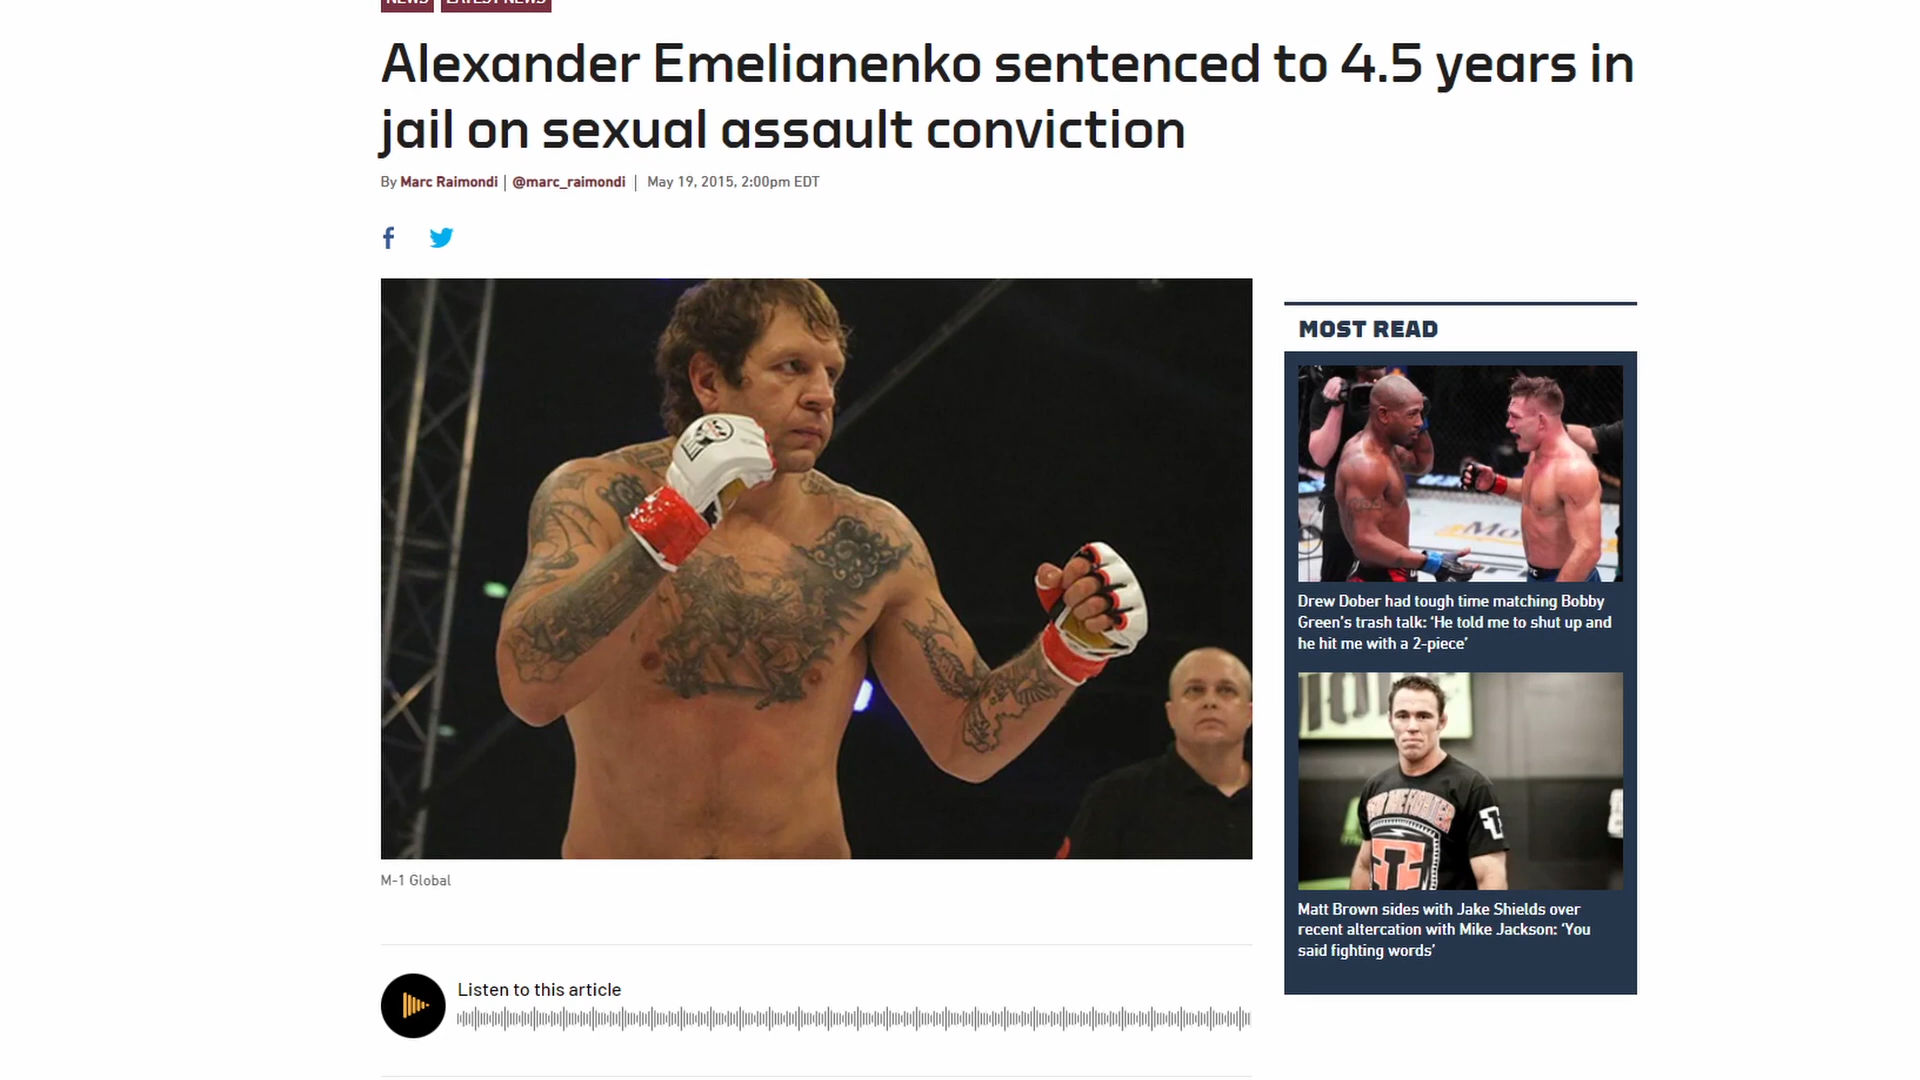 NEWS LATEST NEWS
Alexander Emelianenko sentenced to 4.5 years in
jail on sexual assault conviction
By Marc Raimondi | @marc_raimondi | May 19, 2015, 2:00pm EDT
M-1 Global
Listen to this article
MOST READ
Drew Dober had tough time matching Bobby
Green’s trash talk: ‘He told me to shut up and
he hit me with a 2-piece’
Matt Brown sides with Jake Shields over
recent altercation with Mike Jackson: ‘You
said fighting words’